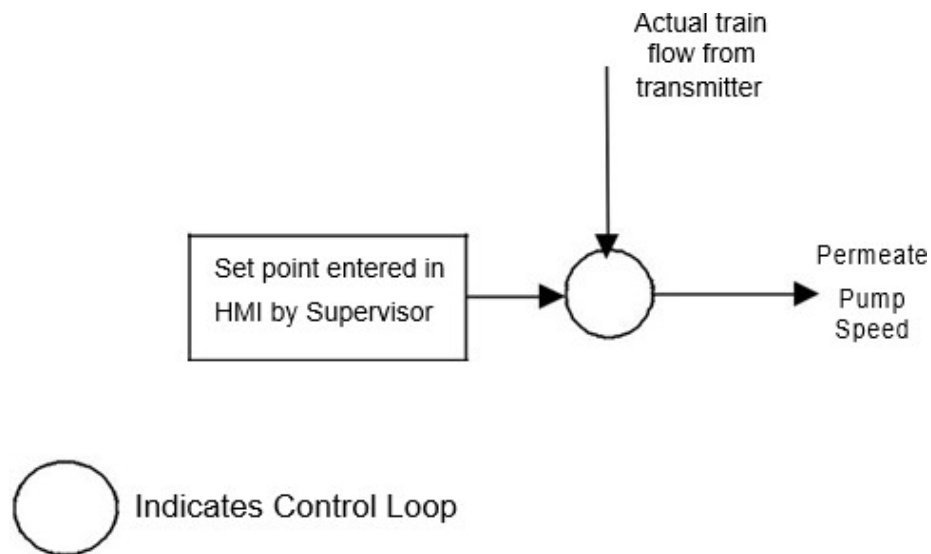 Actual train
flow from
transmitter
Set point entered in
HMI by Supervisor
Permeate
Pump
Speed
Indicates Control Loop